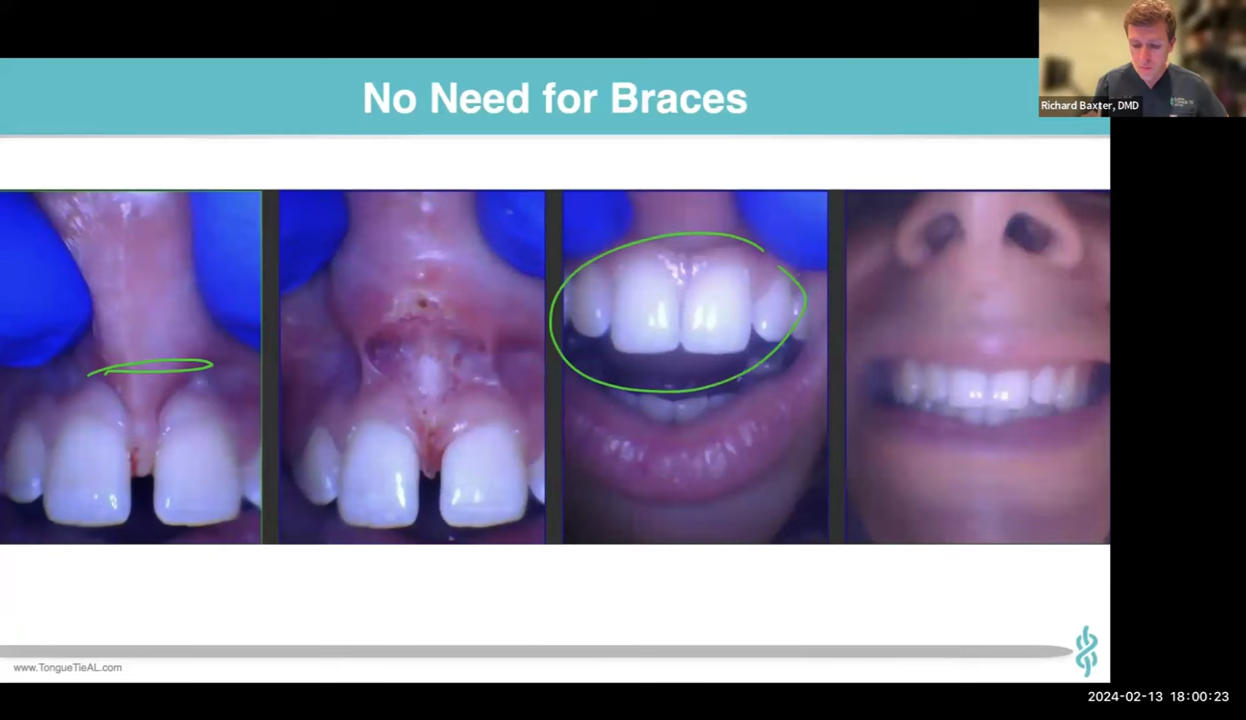 No Need for Braces
Richard Baxter, DMD
www.TongueTieAL.com
2024-02-13 18:00:23